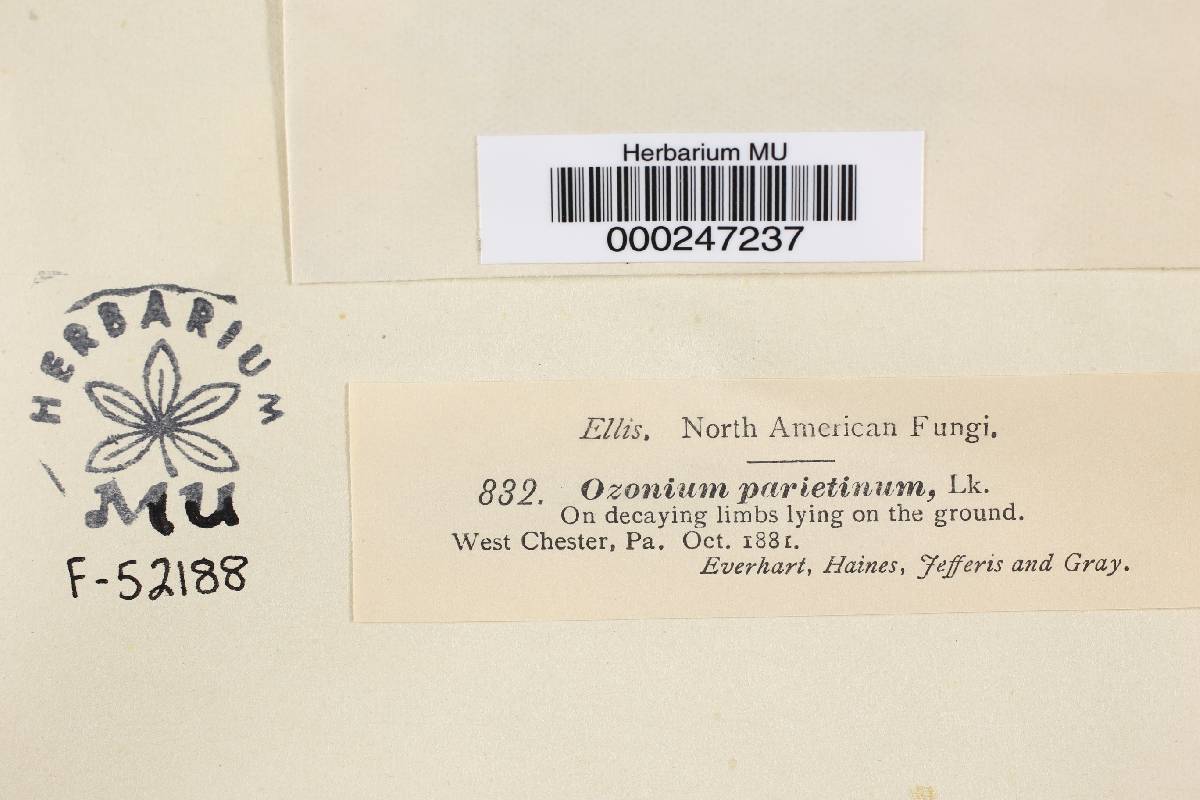 Herbarium MU
000247237
HERBARIUM
MU
F-52188
Ellis. North American Fungi.
832. Ozonium parietinum, Lk.
On decaying limbs lying on the ground.
West Chester, Pa. Oct. 1881.
Everhart, Haines, Jefferis and Gray.